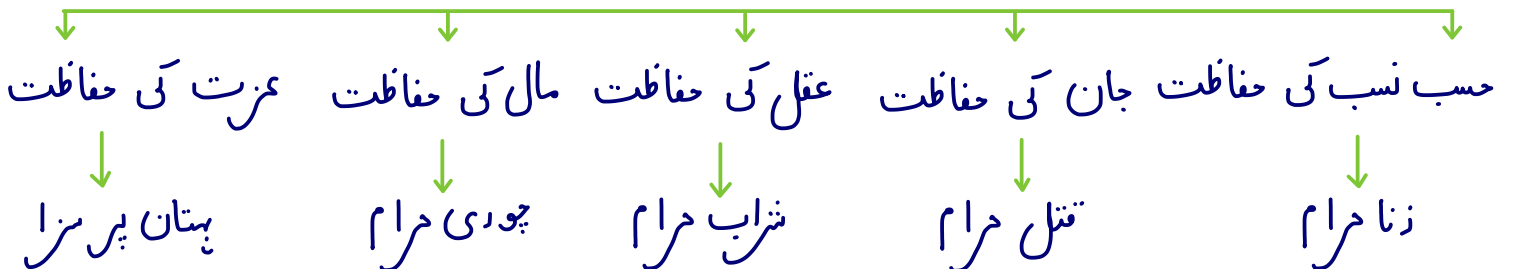 حسب نسب کی حفاظت جان کی حفاظت عقل کی حفاظت مال کی حفاظت عزت کی حفاظت
زنا حرام قتل حرام شراب حرام چوری حرام بہتان پر سزا